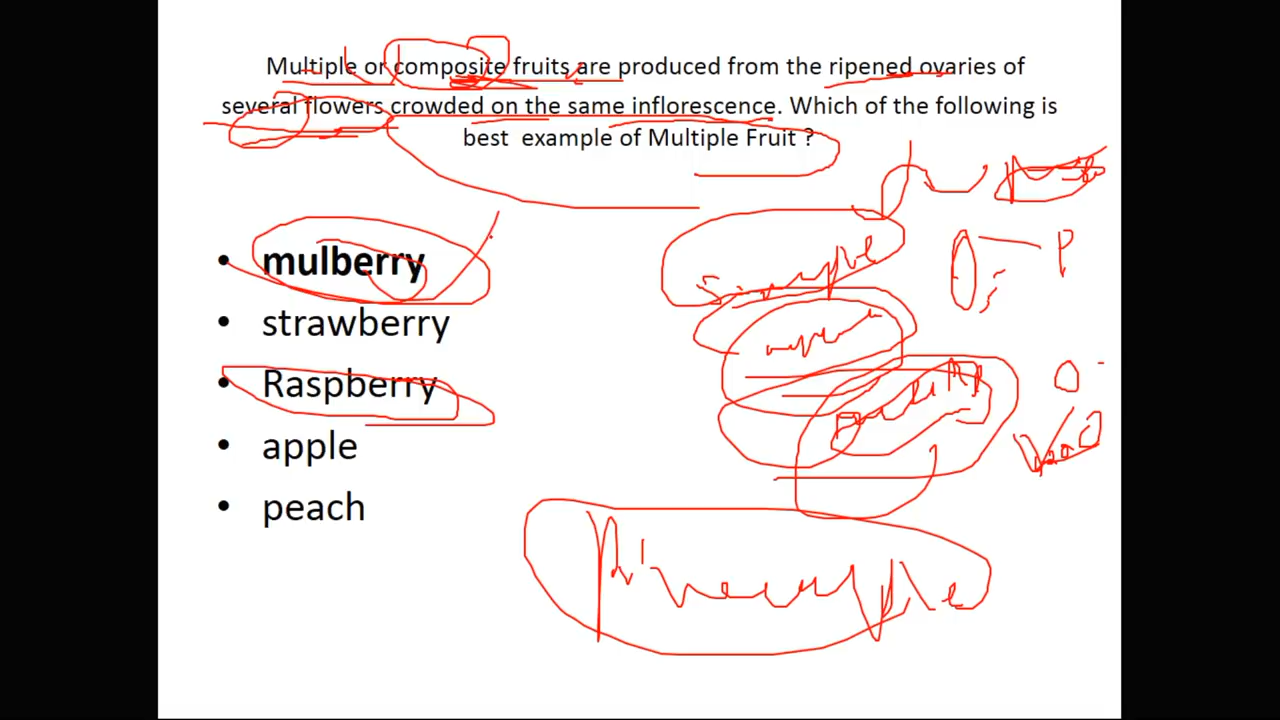 Multiple or composite fruits are produced from the ripened ovaries of
several flowers crowded on the same inflorescence. Which of the following is
best example of Multiple Fruit ?
• mulberry
• strawberry
• Raspberry
• apple
• peach
Simple
P
Pineapple